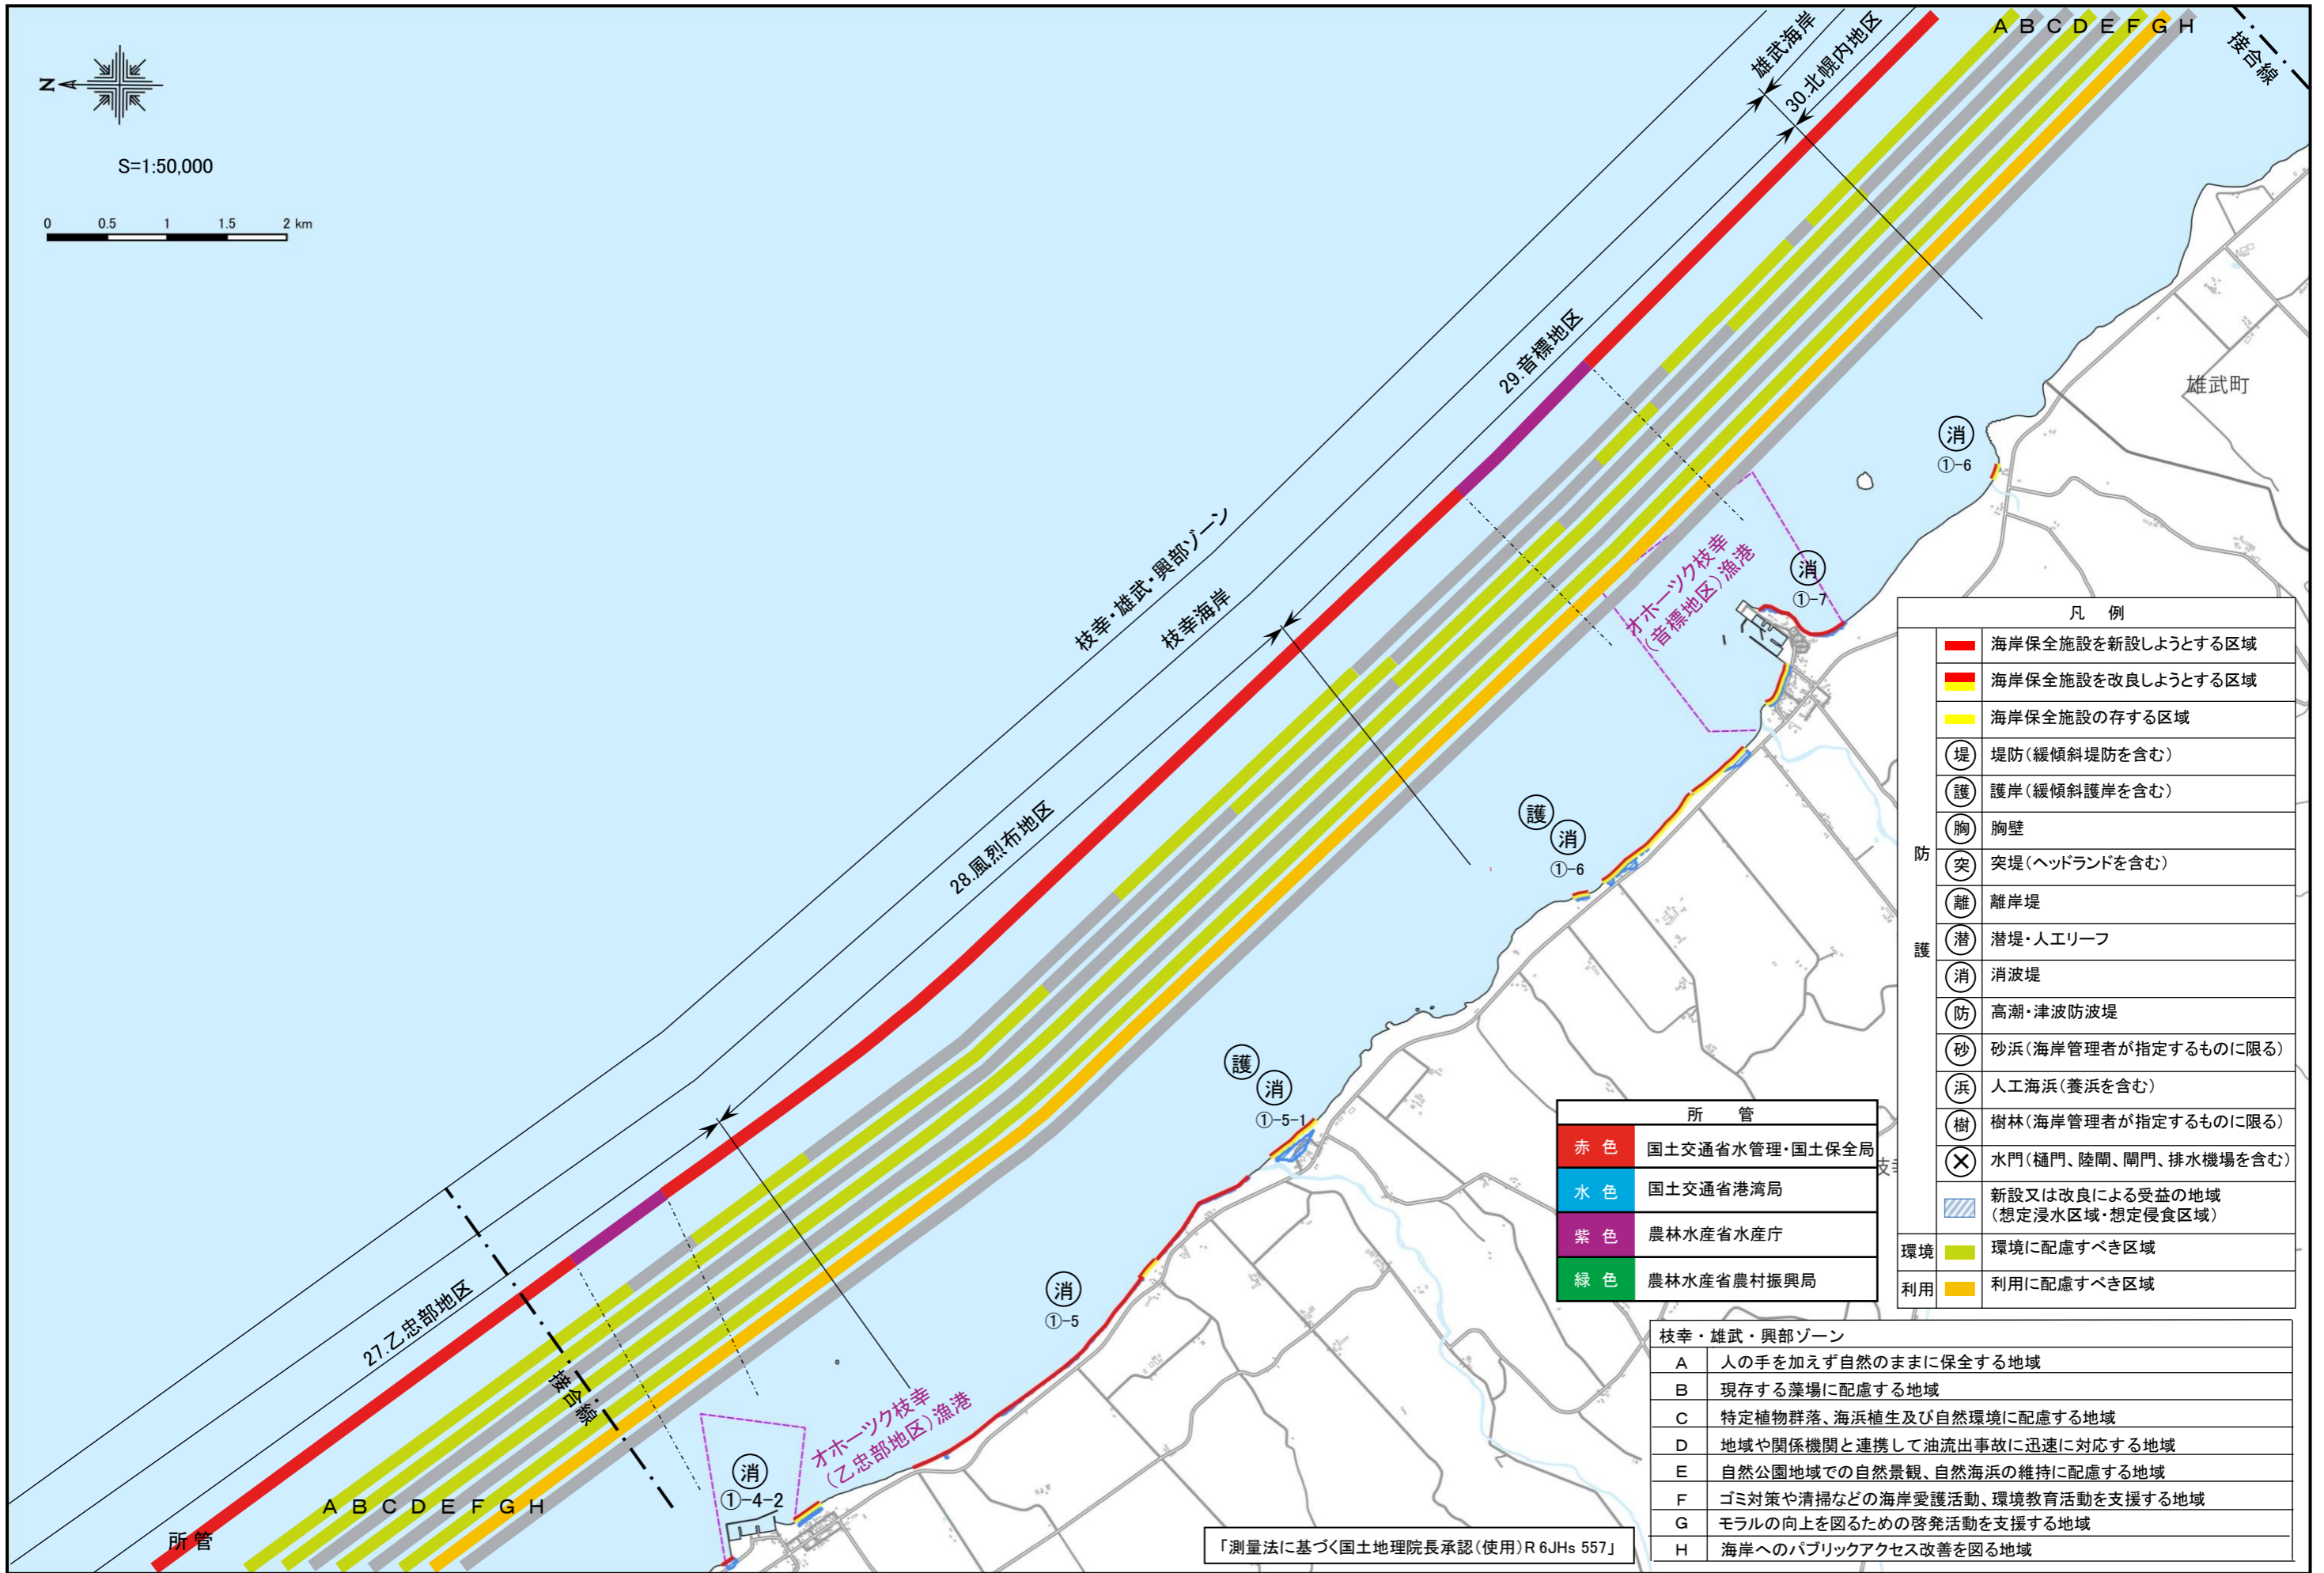 N
S=1:50,000
0 0.5 1 1.5 2 km
雄武海岸
30.北幌内地区
A B C D E F G H
接合線
29.音標地区
枝幸・雄武・興部ゾーン
枝幸海岸
28.風烈布地区
27.乙忠部地区
接合線
所管
A B C D E F G H
雄武町
消
①-6
消
①-7
オホーツク枝幸
(音標地区)漁港
護
消
①-6
護
消
①-5-1
消
①-5
オホーツク枝幸
(乙忠部地区)漁港
消
①-4-2
凡 例
防護
海岸保全施設を新設しようとする区域
海岸保全施設を改良しようとする区域
海岸保全施設の存する区域
堤 堤防(緩傾斜堤防を含む)
護 護岸(緩傾斜護岸を含む)
胸 胸壁
突 突堤(ヘッドランドを含む)
離 離岸堤
潜 潜堤・人工リーフ
消 消波堤
防 高潮・津波防波堤
砂 砂浜(海岸管理者が指定するものに限る)
浜 人工海浜(養浜を含む)
樹 樹林(海岸管理者が指定するものに限る)
水門(樋門、陸閘、閘門、排水機場を含む)
新設又は改良による受益の地域
(想定浸水区域・想定侵食区域)
環境 環境に配慮すべき区域
利用 利用に配慮すべき区域
所 管
赤 色 国土交通省水管理・国土保全局
水 色 国土交通省港湾局
紫 色 農林水産省水産庁
緑 色 農林水産省農村振興局
枝幸・雄武・興部ゾーン
A 人の手を加えず自然のままに保全する地域
B 現存する藻場に配慮する地域
C 特定植物群落、海浜植生及び自然環境に配慮する地域
D 地域や関係機関と連携して油流出事故に迅速に対応する地域
E 自然公園地域での自然景観、自然海浜の維持に配慮する地域
F ゴミ対策や清掃などの海岸愛護活動、環境教育活動を支援する地域
G モラルの向上を図るための啓発活動を支援する地域
H 海岸へのパブリックアクセス改善を図る地域
「測量法に基づく国土地理院長承認(使用)R 6JHs 557」